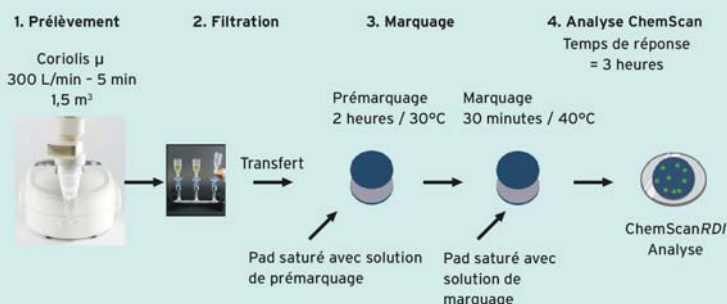 1. Prélèvement
2. Filtration
3. Marquage
4. Analyse ChemScan
Temps de réponse
= 3 heures
Coriolis µ
300 L/min – 5 min
1,5 m³
Prémarquage
2 heures / 30°C
Marquage
30 minutes / 40°C
Transfert
ChemScanRDI
Analyse
Pad saturé avec solution
de prémarquage
Pad saturé avec
solution de
marquage